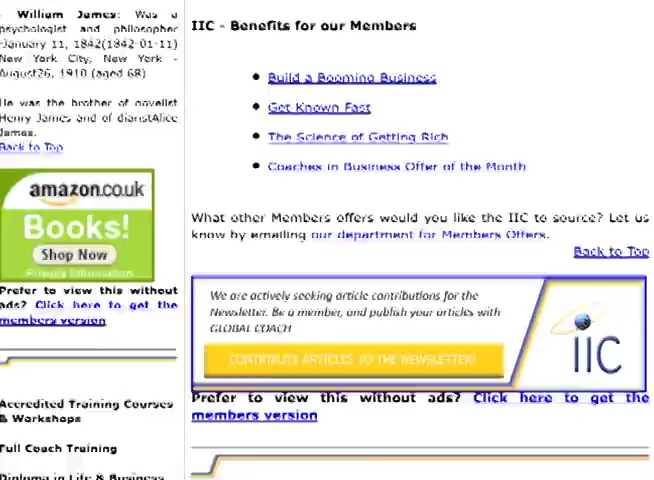 - William James: Was a
psychologist and philosopher
-January 11, 1842(1842-01-11)
New York City, New York -
August26, 1910 (aged 68)
He was the brother of novelist
Henry James and of diaristAlice
James.
Back to Top
amazon.co.uk
Books!
Shop Now
Privacy Information
Prefer to view this without
ads? Click here to get the
members version
Accredited Training Courses
& Workshops
Full Coach Training
Diploma in Life & Business
IIC - Benefits for our Members
Build a Booming Business
Get Known Fast
The Science of Getting Rich
Coaches in Business Offer of the Month
What other Members offers would you like the IIC to source? Let us
know by emailing our department for Members Offers.
Back to Top
We are actively seeking article contributions for the
Newsletter. Be a member, and publish your articles with
GLOBAL COACH
CONTRIBUTE ARTICLES TO THE NEWSLETTER!
IIC
Prefer to view this without ads? Click here to get the
members version